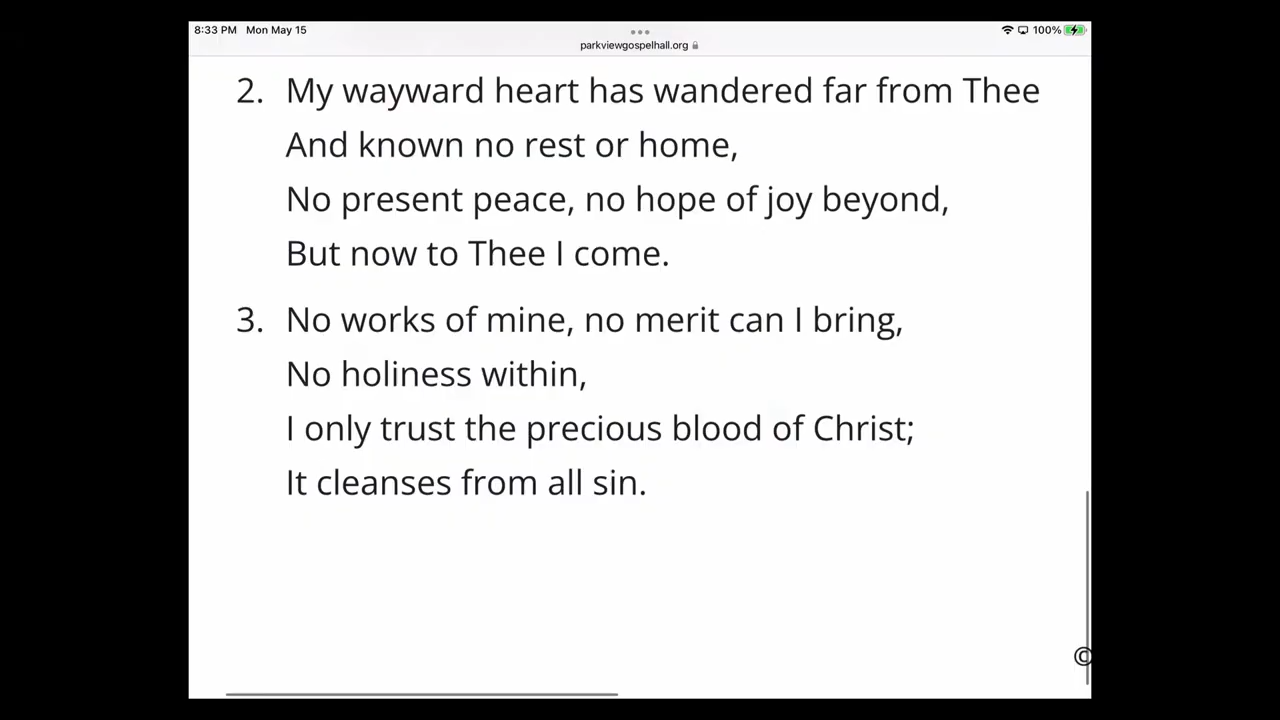 8:33 PM Mon May 15
parkviewgospelhall.org
100%
2. My wayward heart has wandered far from Thee
And known no rest or home,
No present peace, no hope of joy beyond,
But now to Thee I come.
3. No works of mine, no merit can I bring,
No holiness within,
I only trust the precious blood of Christ;
It cleanses from all sin.
©